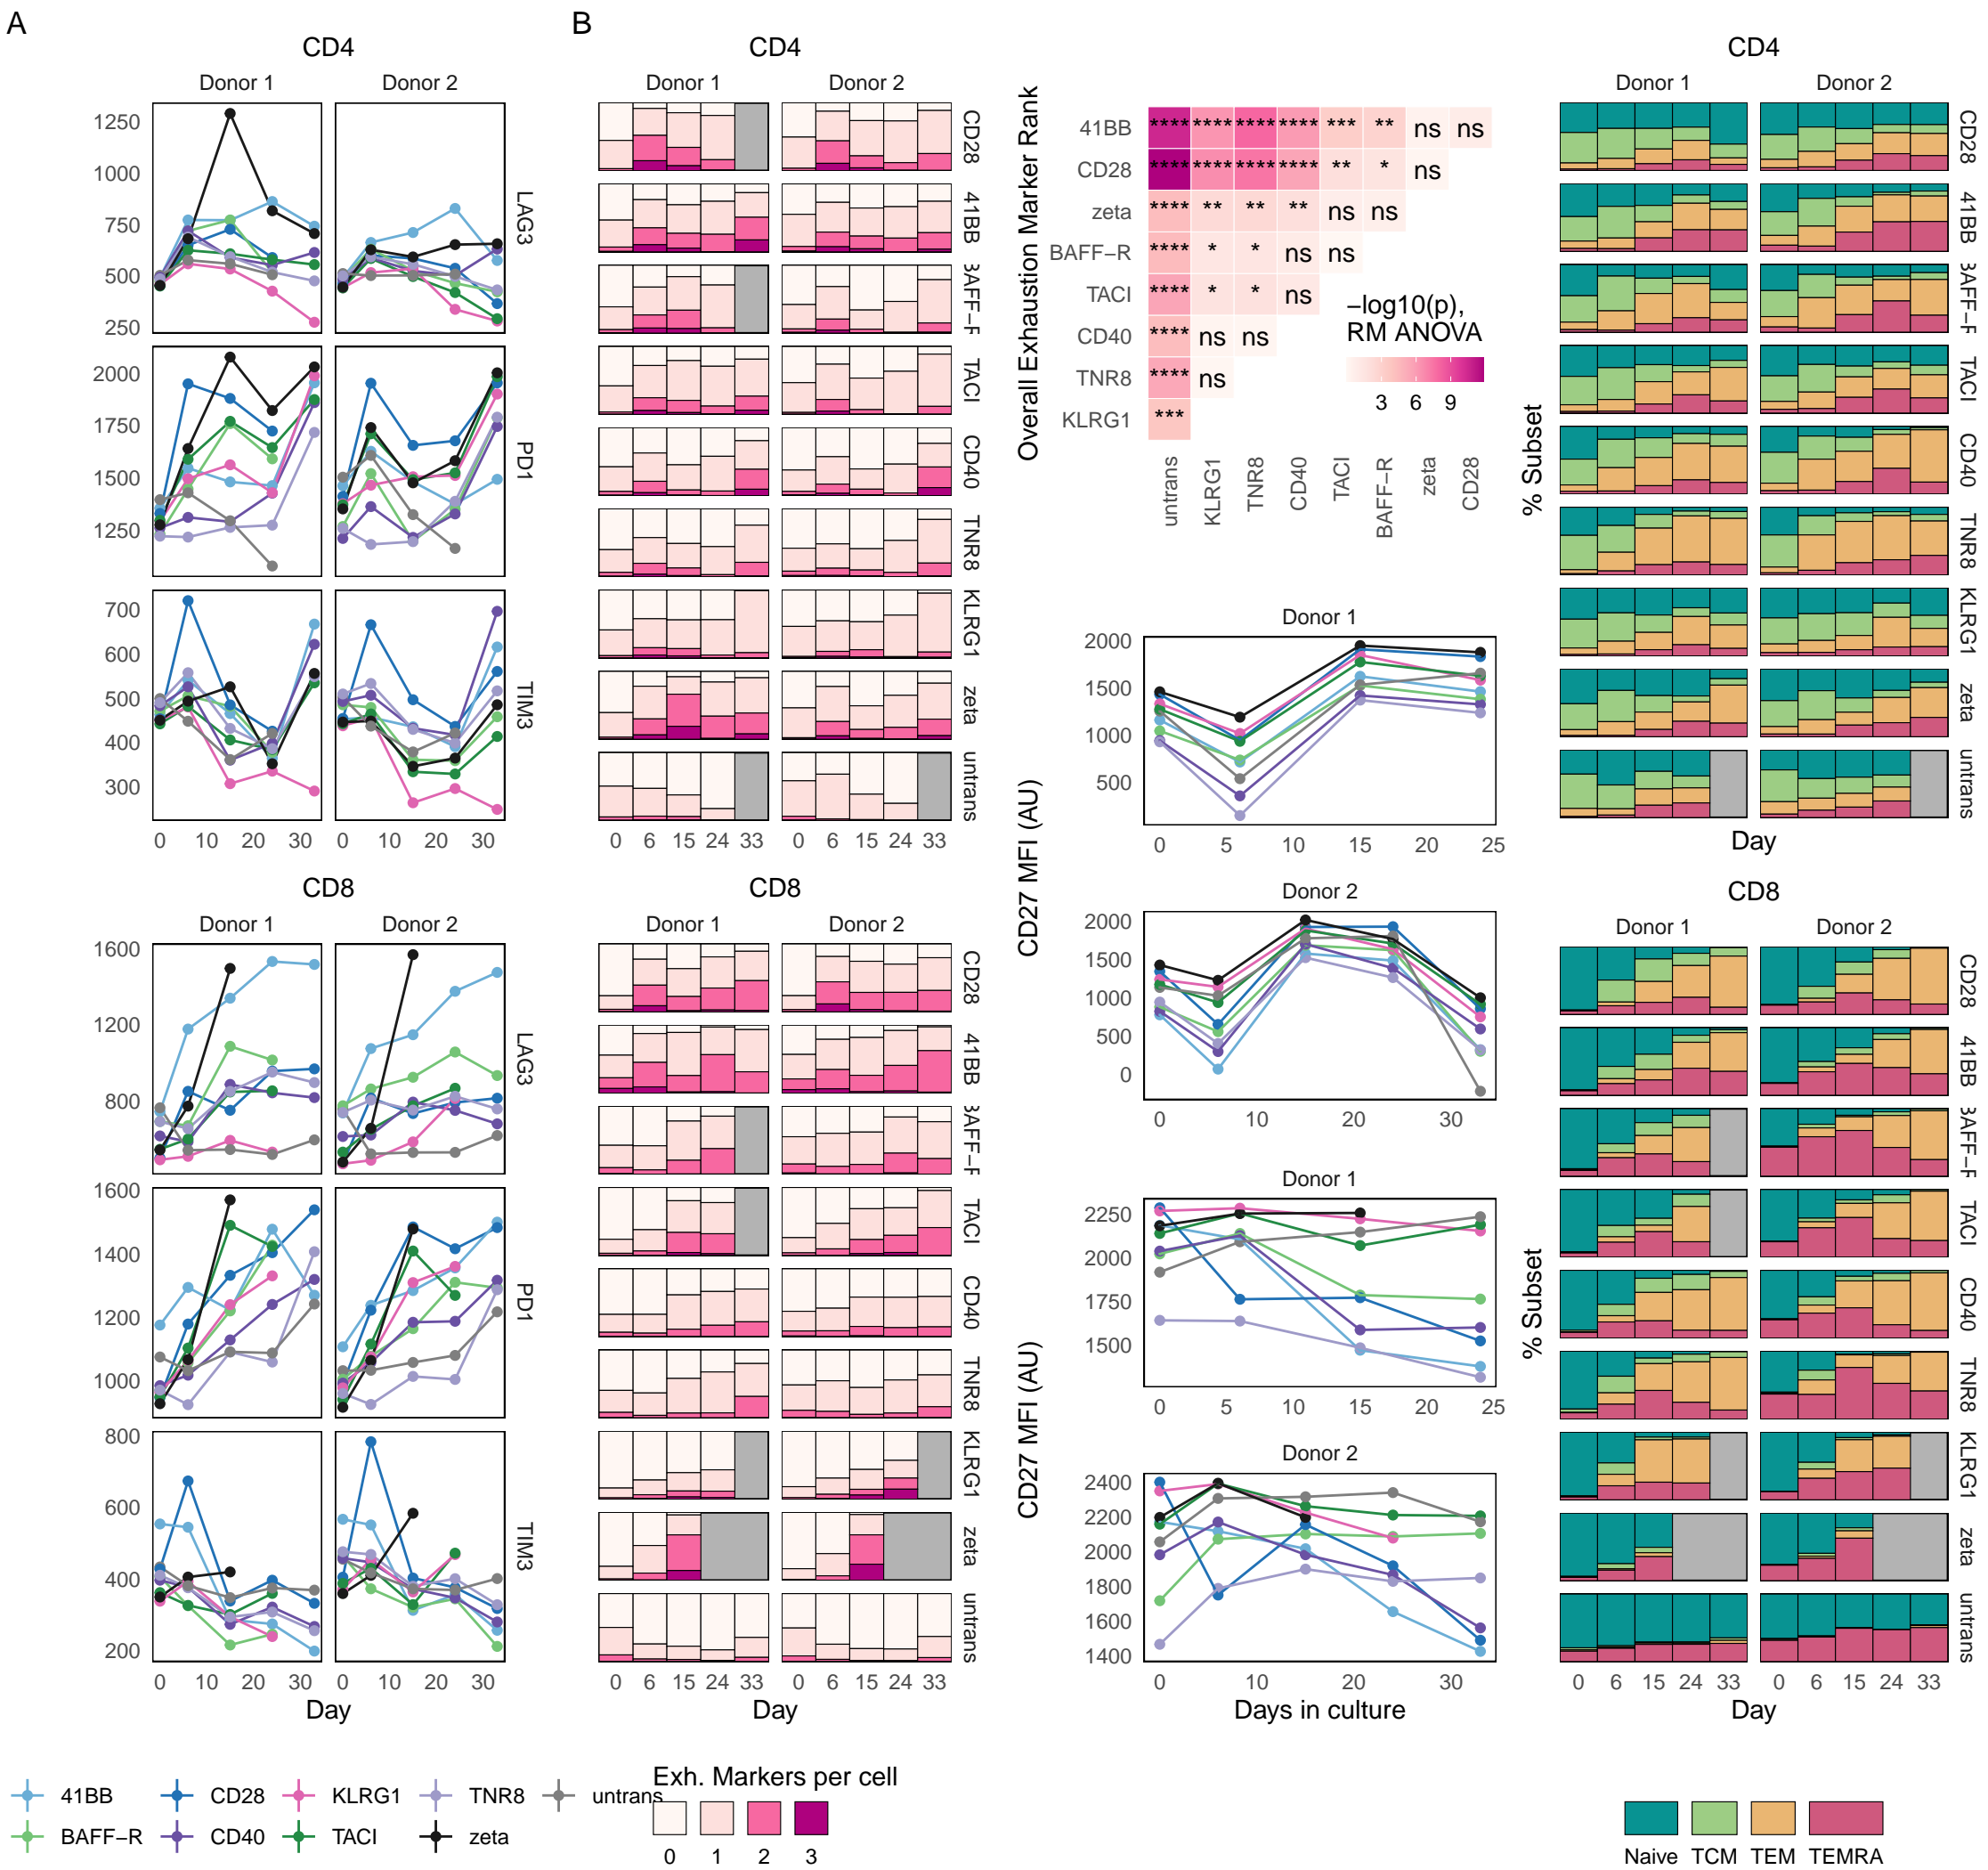 A
B
CD4
Donor 1
Donor 2
1250
1000
750
500
250
LAG3
2000
1750
1500
1250
PD1
700
600
500
400
300
TIM3
0 10 20 30 0 10 20 30
CD8
Donor 1
Donor 2
1600
1200
800
LAG3
1600
1400
1200
1000
PD1
800
600
400
200
TIM3
0 10 20 30 0 10 20 30
Day
CD4
Donor 1
Donor 2
CD28
41BB
BAFF−R
TACI
CD40
TNR8
KLRG1
zeta
untrans
0 6 15 24 33 0 6 15 24 33
CD8
Donor 1
Donor 2
CD28
41BB
BAFF−R
TACI
CD40
TNR8
KLRG1
zeta
untrans
0 6 15 24 33 0 6 15 24 33
Day
Overall Exhaustion Marker Rank
41BB **** **** **** **** *** ** ns ns
CD28 **** **** **** **** ** * ns
zeta **** ** ** ** ns ns
BAFF−R **** * * ns ns
TACI **** * * ns
CD40 **** ns ns
TNR8 **** ns
KLRG1 ***
untrans KLRG1 TNR8 CD40 TACI BAFF−R zeta CD28
−log10(p),
RM ANOVA
3 6 9
CD27 MFI (AU)
Donor 1
2000
1500
1000
500
0 5 10 15 20 25
Donor 2
2000
1500
1000
500
0
0 10 20 30
CD27 MFI (AU)
Donor 1
2250
2000
1750
1500
0 5 10 15 20 25
Donor 2
2400
2200
2000
1800
1600
1400
0 10 20 30
Days in culture
CD4
Donor 1
Donor 2
% Subset
CD28
41BB
BAFF−R
TACI
CD40
TNR8
KLRG1
zeta
untrans
Day
CD8
Donor 1
Donor 2
% Subset
CD28
41BB
BAFF−R
TACI
CD40
TNR8
KLRG1
zeta
untrans
0 6 15 24 33 0 6 15 24 33
Day
41BB CD28 KLRG1 TNR8 untrans
BAFF−R CD40 TACI zeta
Exh. Markers per cell
0 1 2 3
Naive TCM TEM TEMRA